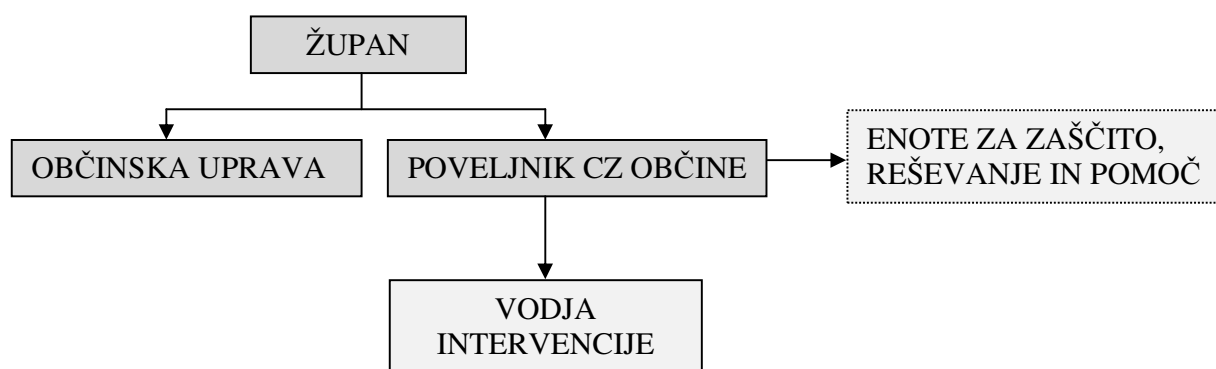 ŽUPAN
OBČINSKA UPRAVA
POVELJNIK CZ OBČINE
ENOTE ZA ZAŠČITO,
REŠEVANJE IN POMOČ
VODJA
INTERVENCIJE